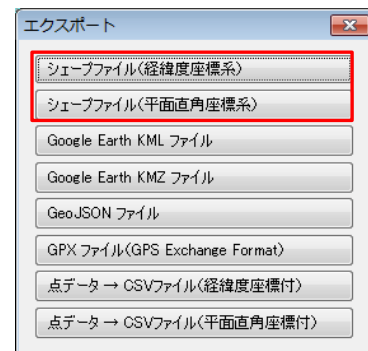 エクスポート
シェープファイル(経緯度座標系)
シェープファイル(平面直角座標系)
Google Earth KML ファイル
Google Earth KMZ ファイル
GeoJSON ファイル
GPX ファイル(GPS Exchange Format)
点データ → CSVファイル(経緯度座標付)
点データ → CSVファイル(平面直角座標付)